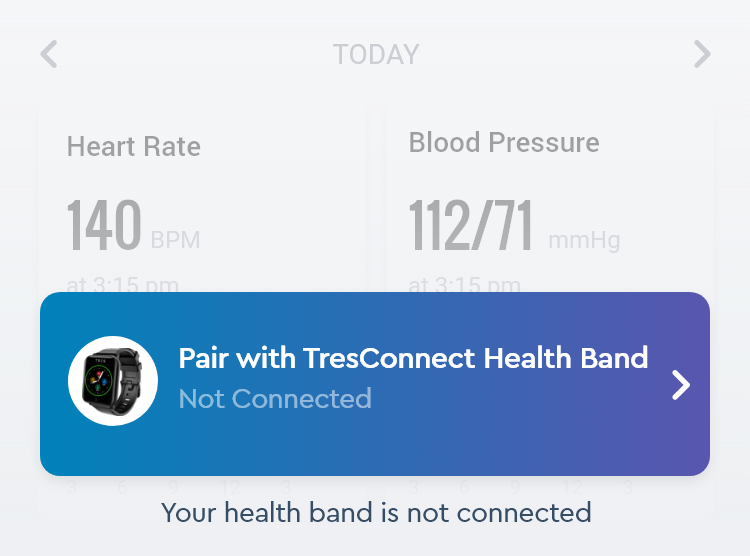 TODAY
Heart Rate
Blood Pressure
140 BPM
112/71 mmHg
at 3:15 pm
at 3:15 pm
Pair with TresConnect Health Band
Not Connected
3 6 9 12 3
3 6 9 12 3
Your health band is not connected